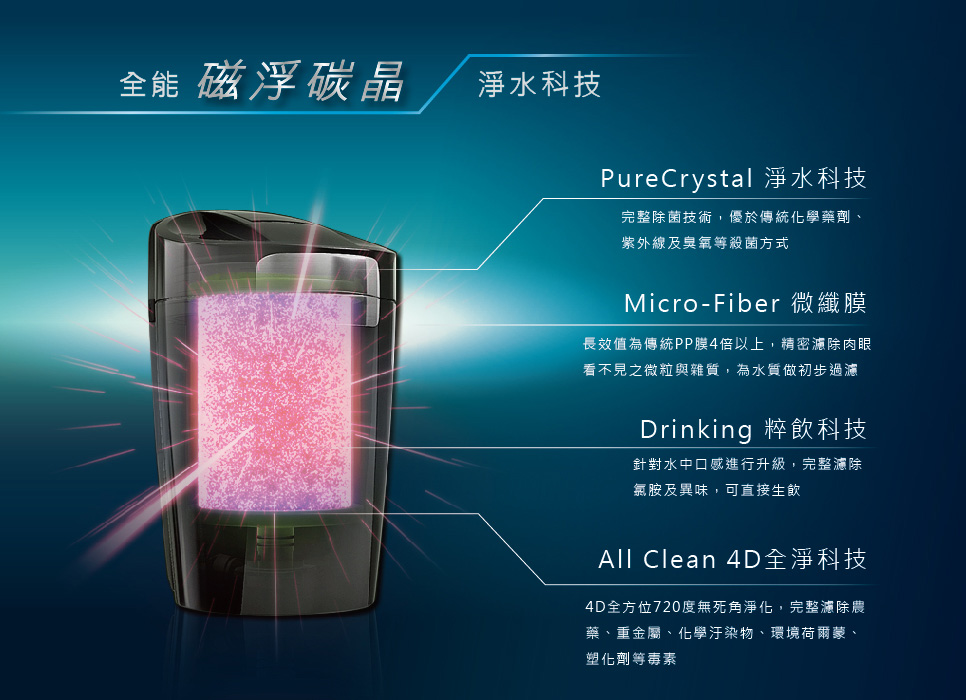 全能 磁浮碳晶 淨水科技
PureCrystal 淨水科技
完整除菌技術，優於傳統化學藥劑、
紫外線及臭氧等殺菌方式
Micro-Fiber 微纖膜
長效值為傳統PP膜4倍以上，精密濾除肉眼
看不見之微粒與雜質，為水質做初步過濾
Drinking 粹飲科技
針對水中口感進行升級，完整濾除
氯胺及異味，可直接生飲
All Clean 4D全淨科技
4D全方位720度無死角淨化，完整濾除農
藥、重金屬、化學汙染物、環境荷爾蒙、
塑化劑等毒素